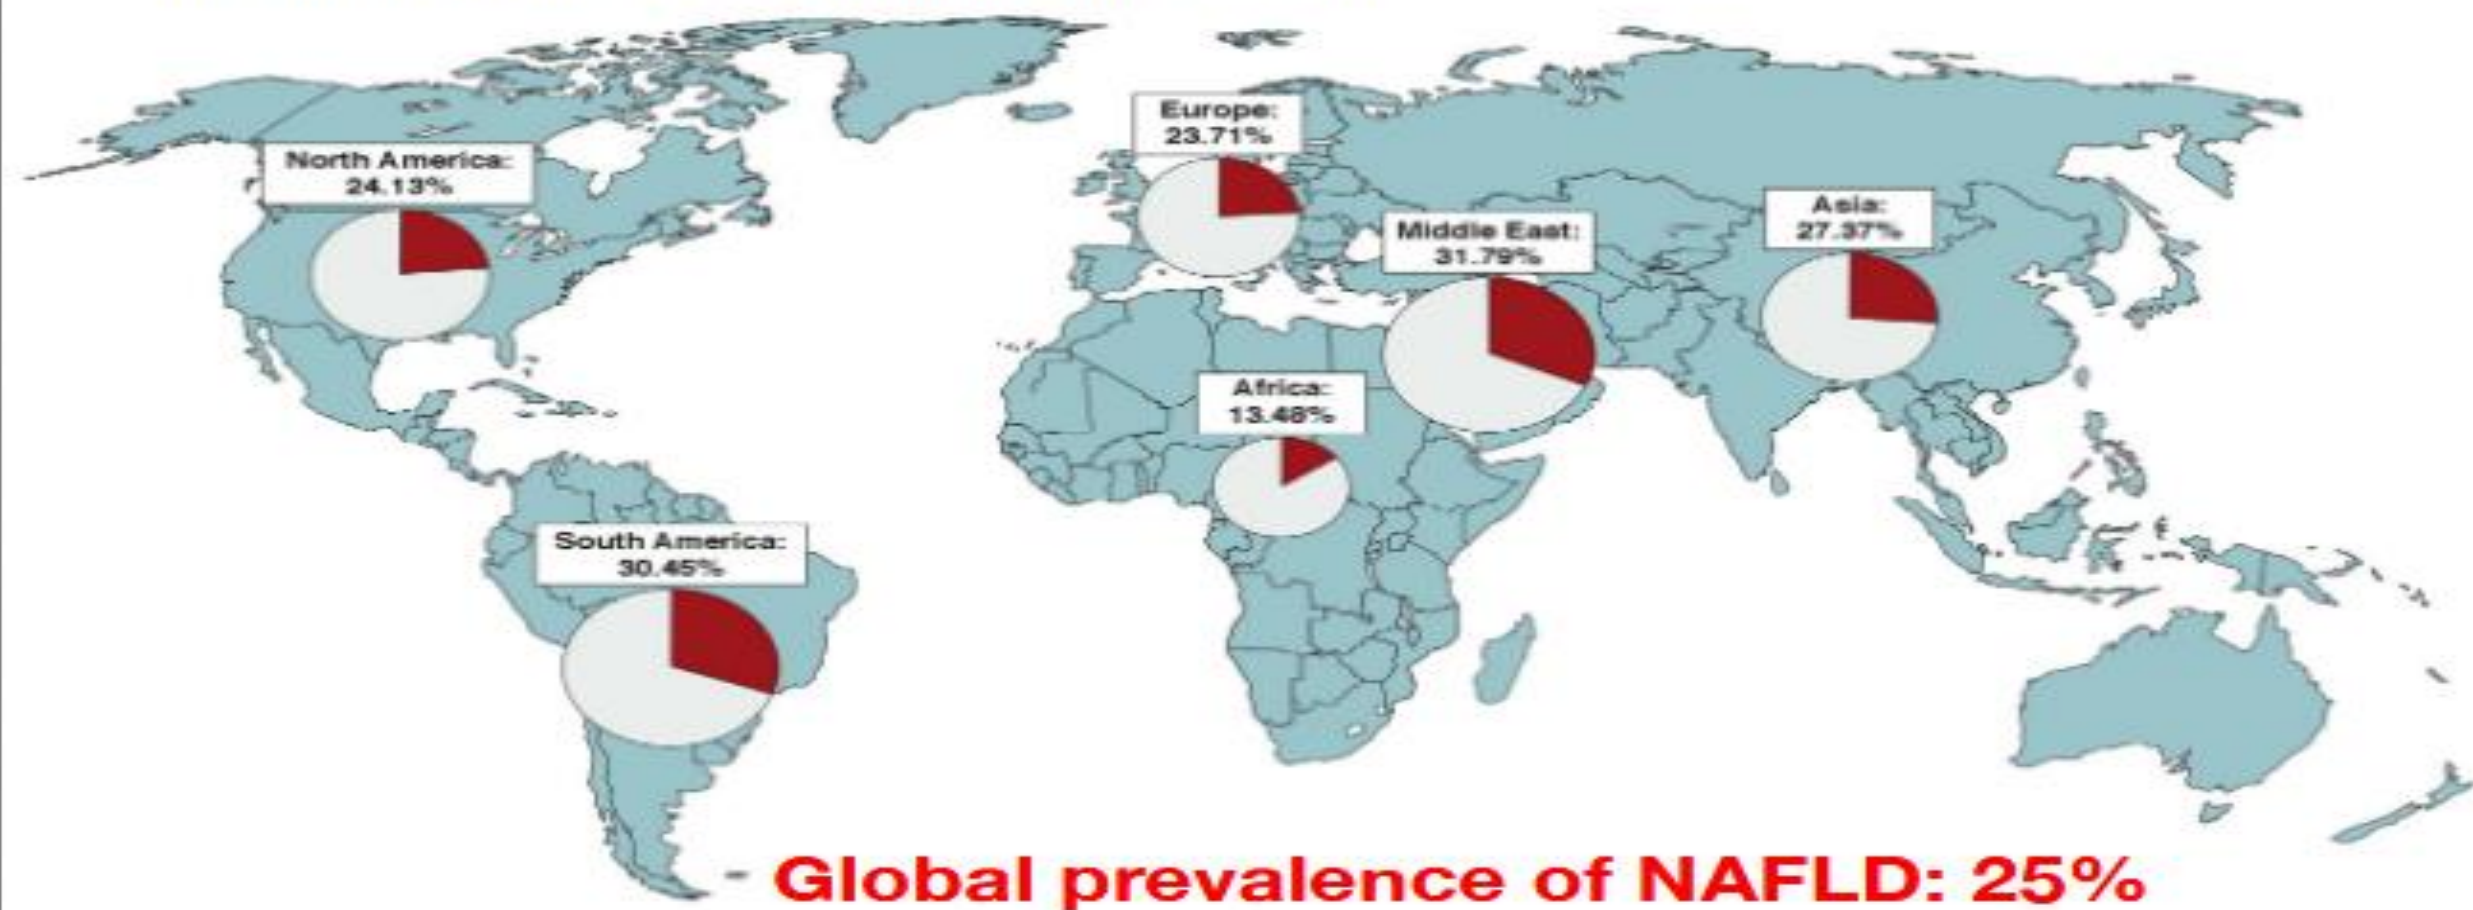 North America:
24.13%
Europe:
23.71%
Middle East:
31.79%
Asia:
27.37%
Africa:
13.48%
South America:
30.45%
Global prevalence of NAFLD: 25%